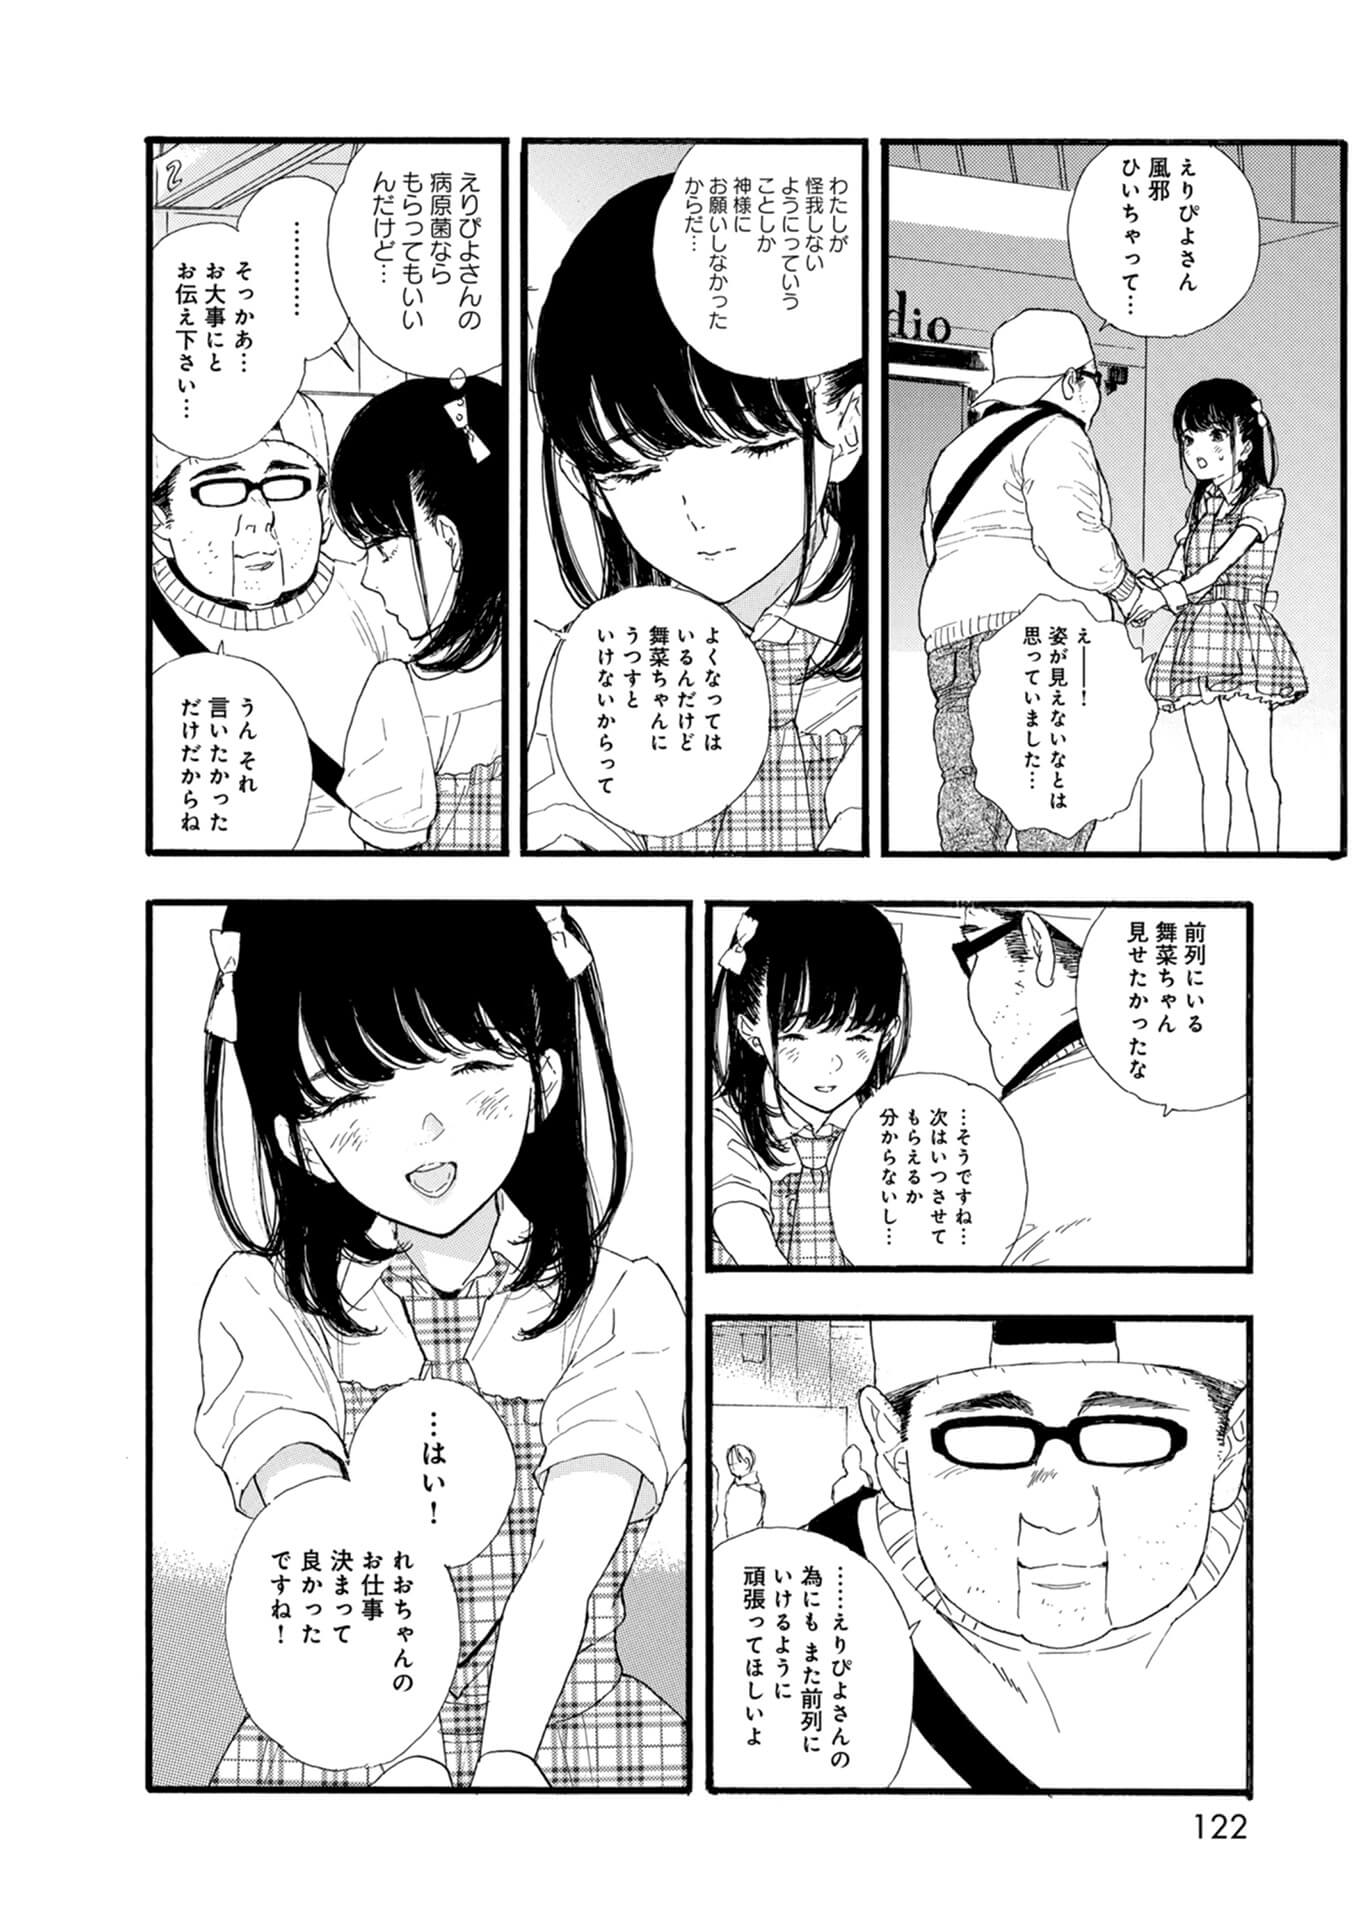 えりぴよさん
風邪
ひいちゃって…
dio
え――！
姿が見えないなとは
思っていました…
わたしが
怪我しない
ようにっていう
ことしか
神様に
お願いしなかった
からだ…
よくなっては
いるんだけど
舞菜ちゃんに
うつすと
いけないからって
えりぴよさんの
病原菌なら
もらってもいい
んだけど…
…………
そっかぁ…
お大事にと
お伝え下さい…
2
うん それ
言いたかった
だけだからね
前列にいる
舞菜ちゃん
見せたかったな
…そうですね…
次はいつさせて
もらえるか
分からないし…
……えりぴよさんの
為にも また前列に
いけるように
頑張ってほしいよ
…はい！
れおちゃんの
お仕事
決まって
良かった
ですね！
122